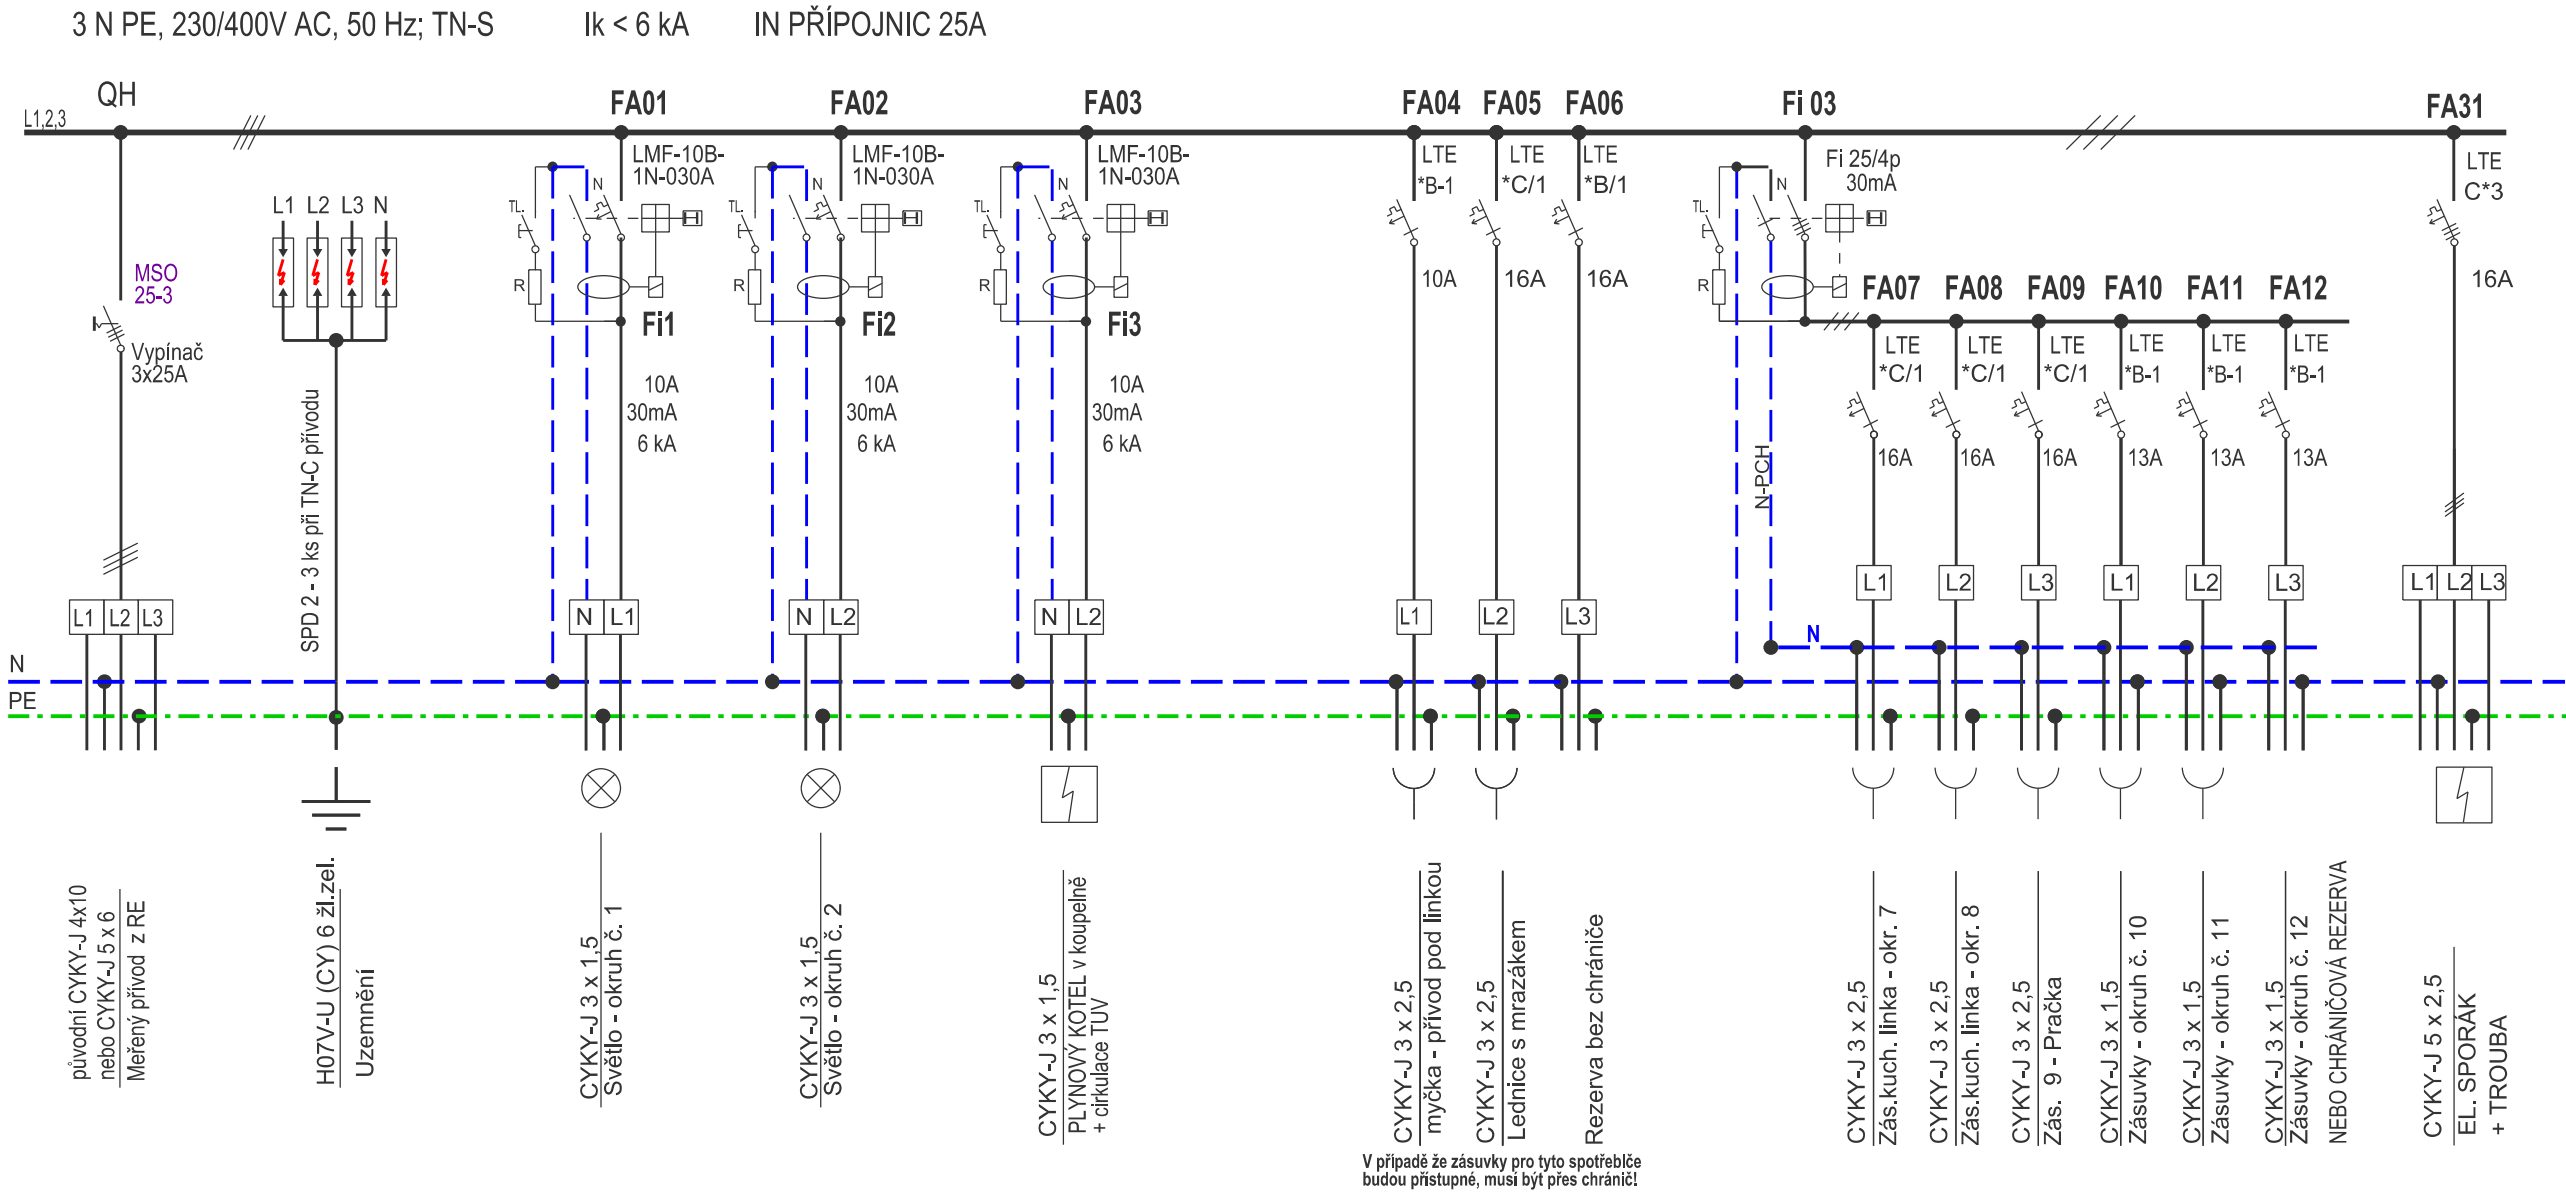 3 N PE, 230/400V AC, 50 Hz; TN-S
Ik < 6 kA
IN PŘÍPOJNIC 25A
L1,2,3
QH
FA01
FA02
FA03
FA04
FA05
FA06
Fi 03
FA31
MSO
25-3
Vypínač
3x25A
L1
L2
L3
N
SPD 2 - 3 ks při TN-C přívodu
LMF-10B-
1N-030A
N
TL.
R
Fi1
10A
30mA
6 kA
LMF-10B-
1N-030A
N
TL.
R
Fi2
10A
30mA
6 kA
LMF-10B-
1N-030A
N
TL.
R
Fi3
10A
30mA
6 kA
LTE
*B-1
10A
LTE
*C/1
16A
LTE
*B/1
16A
Fi 25/4p
30mA
N
TL.
R
N-PCH
FA07
FA08
FA09
FA10
FA11
FA12
LTE
*C/1
16A
LTE
*C/1
16A
LTE
*C/1
16A
LTE
*B-1
13A
LTE
*B-1
13A
LTE
*B-1
13A
LTE
C*3
16A
L1
L2
L3
N
L1
N
L2
N
L2
L1
L2
L3
L1
L2
L3
L1
L2
L3
L1
L2
L3
N
N
PE
původní CYKY-J 4x10
nebo CYKY-J 5 x 6
Meřený přívod z RE
H07V-U (CY) 6 žl.zel.
Uzemnění
CYKY-J 3 x 1,5
Světlo - okruh č. 1
CYKY-J 3 x 1,5
Světlo - okruh č. 2
CYKY-J 3 x 1,5
PLYNOVÝ KOTEL v koupelně
+ cirkulace TUV
CYKY-J 3 x 2,5
myčka - přívod pod linkou
CYKY-J 3 x 2,5
Lednice s mrazákem
Rezerva bez chrániče
V případě že zásuvky pro tyto spotřebiče
budou přístupné, musí být přes chránič!
CYKY-J 3 x 2,5
Zás.kuch. linka - okr. 7
CYKY-J 3 x 2,5
Zás.kuch. linka - okr. 8
CYKY-J 3 x 2,5
Zás. 9 - Pračka
CYKY-J 3 x 1,5
Zásuvky - okruh č. 10
CYKY-J 3 x 1,5
Zásuvky - okruh č. 11
CYKY-J 3 x 1,5
Zásuvky - okruh č. 12
NEBO CHRÁNIČOVÁ REZERVA
CYKY-J 5 x 2,5
EL. SPORÁK
+ TROUBA